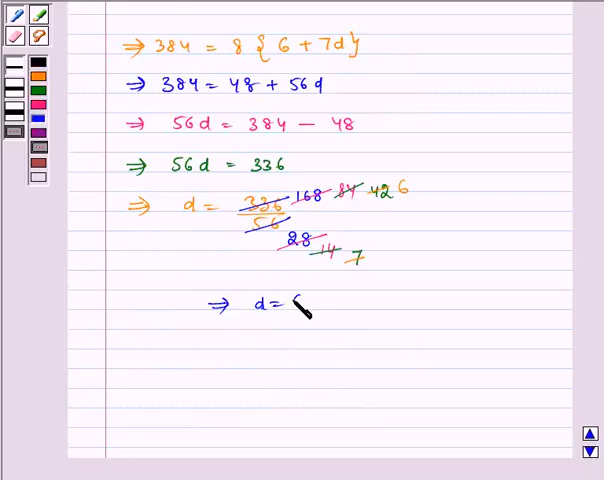 ⇒ 384 = 8 { 6 + 7d }
⇒ 384 = 48 + 56d
⇒ 56d = 384 − 48
⇒ 56d = 336
⇒ d = 336/56 168/28 84/14 42/7 6
⇒ d =